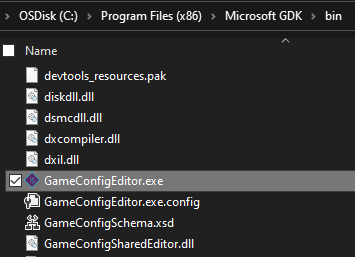 OSDisk (C:) > Program Files (x86) > Microsoft GDK > bin
Name
devtools_resources.pak
diskdll.dll
dsmcdll.dll
dxcompiler.dll
dxil.dll
GameConfigEditor.exe
GameConfigEditor.exe.config
GameConfigSchema.xsd
GameConfigSharedEditor.dll